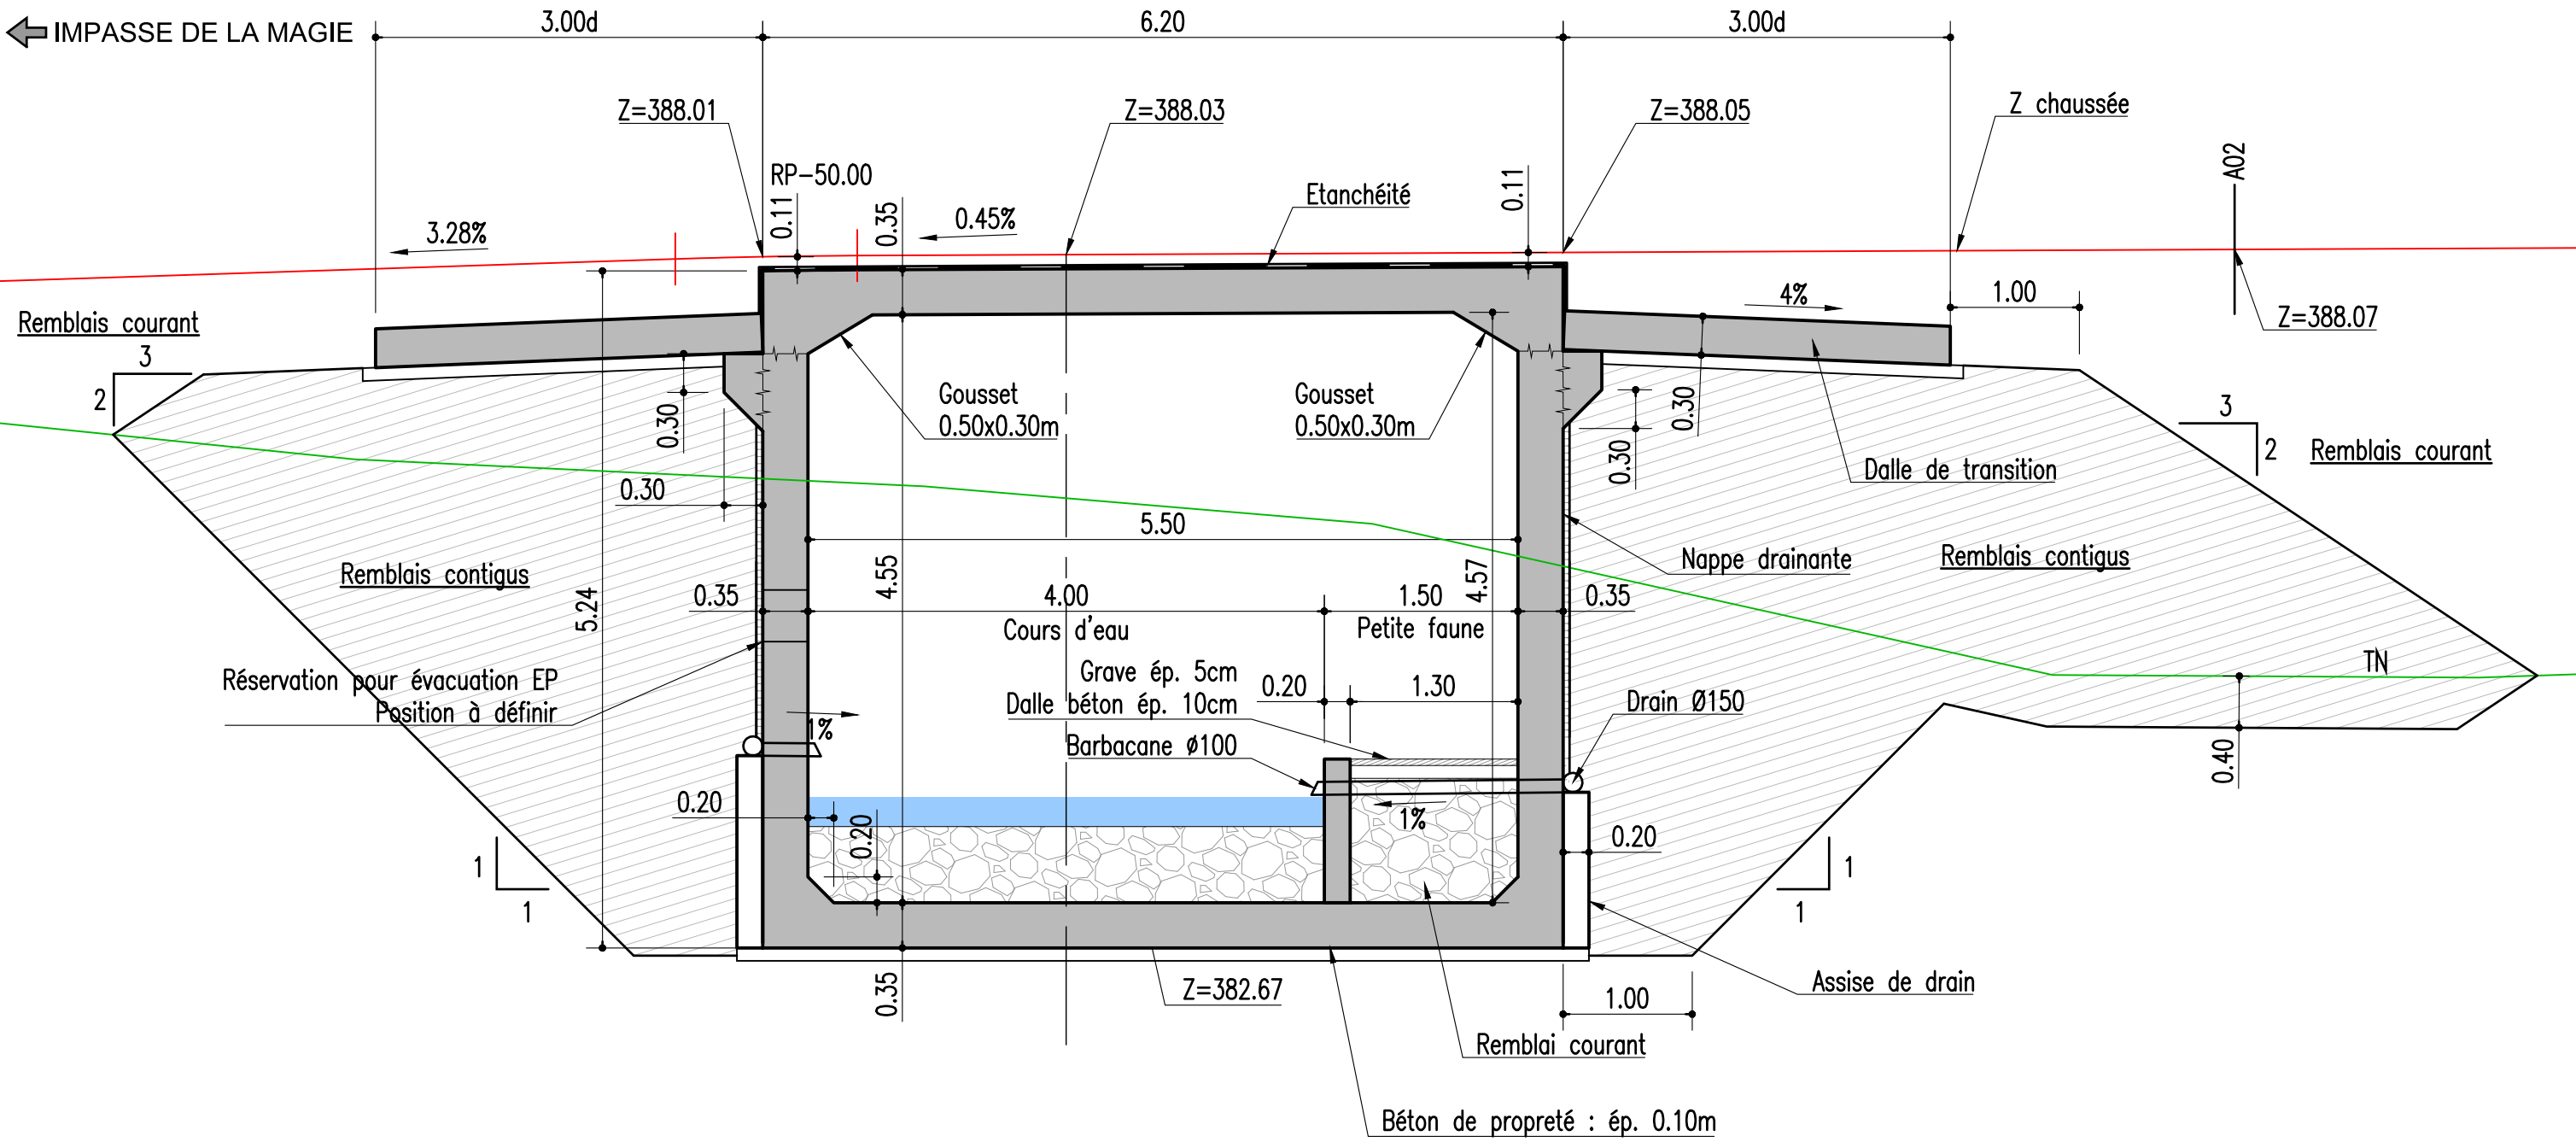 IMPASSE DE LA MAGIE
3.00d
6.20
3.00d
Z=388.01
Z=388.03
Z=388.05
Z chaussée
A02
RP-50.00
0.11
0.35
0.45%
Etanchéité
0.11
3.28%
4%
1.00
Z=388.07
Remblais courant
3
2
0.30
Gousset
0.50x0.30m
Gousset
0.50x0.30m
0.30
0.30
3
2
Remblais courant
Dalle de transition
0.30
5.50
Nappe drainante
Remblais contigus
Remblais contigus
5.24
0.35
4.55
4.00
4.57
1.50
0.35
Cours d'eau
Petite faune
Réservation pour évacuation EP
Position à définir
Grave ép. 5cm
Dalle béton ép. 10cm
0.20
1.30
TN
Drain Ø150
1%
Barbacane ø100
0.40
0.20
0.20
1%
0.20
1
1
1
1
0.35
Z=382.67
1.00
Assise de drain
Remblai courant
Béton de propreté : ép. 0.10m